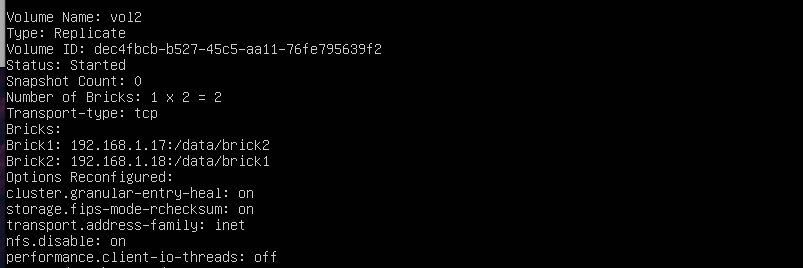 Volume Name: vol2
Type: Replicate
Volume ID: dec4fbcb-b527-45c5-aa11-76fe795639f2
Status: Started
Snapshot Count: 0
Number of Bricks: 1 x 2 = 2
Transport-type: tcp
Bricks:
Brick1: 192.168.1.17:/data/brick2
Brick2: 192.168.1.18:/data/brick1
Options Reconfigured:
cluster.granular-entry-heal: on
storage.fips-mode-rchecksum: on
transport.address-family: inet
nfs.disable: on
performance.client-io-threads: off